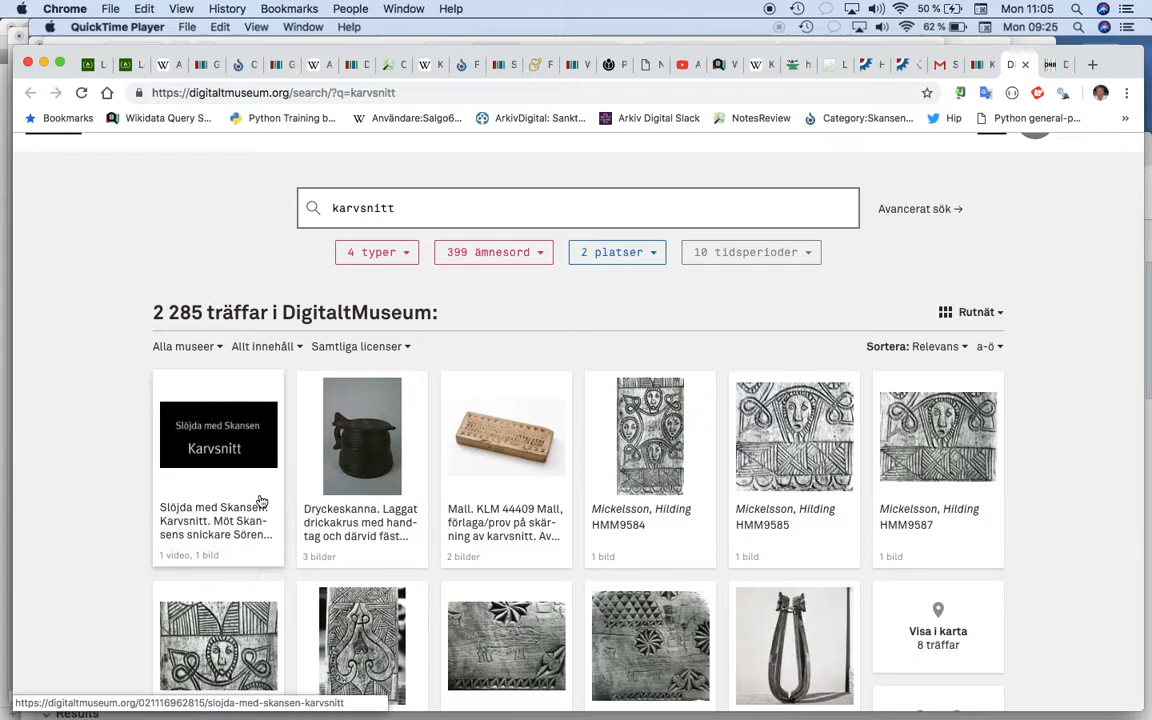 Chrome File Edit View History Bookmarks People Window Help 50 % Mon 11:05
QuickTime Player File Edit View Window Help 62 % Mon 09:25
L L W A G C G W A D C W K F S F V P N A V W K h L H S K D D
https://digitaltmuseum.org/search/?q=karvsnitt
Bookmarks Wikidata Query S... Python Training b... Användare:Salgo6... ArkivDigital: Sankt... Arkiv Digital Slack NotesReview Category:Skansen... Hip Python general-p... »
karvsnitt
Avancerat sök →
4 typer 399 ämnesord 2 platser 10 tidsperioder
2 285 träffar i DigitaltMuseum:
Rutnät
Alla museer Allt innehåll Samtliga licenser
Sortera: Relevans a-ö
Slöjda med Skansen
Karvsnitt
Slöjda med Skansen.
Karvsnitt. Möt Skan-
sens snickare Sören...
1 video, 1 bild
Dryckeskanna. Laggat
drickakrus med hand-
tag och därvid fäst...
3 bilder
Mall. KLM 44409 Mall,
förlaga/prov på skär-
ning av karvsnitt. Av...
2 bilder
Mickelsson, Hilding
HMM9584
1 bild
Mickelsson, Hilding
HMM9585
1 bild
Mickelsson, Hilding
HMM9587
1 bild
Visa i karta
8 träffar
https://digitaltmuseum.org/021116962815/slojda-med-skansen-karvsnitt
Results